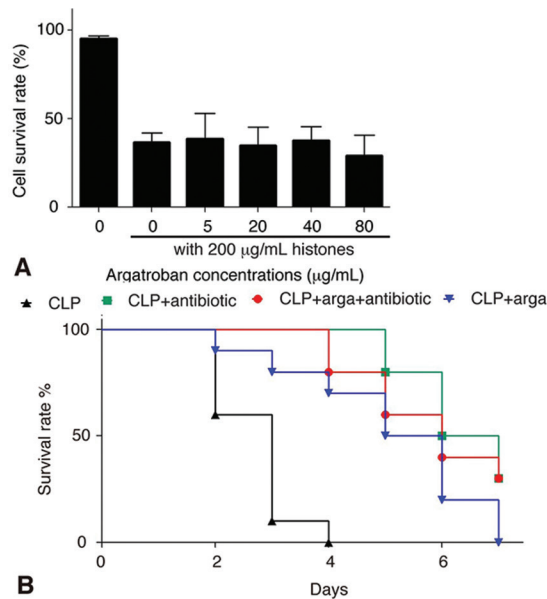 100
50
0
Cell survival rate (%)
0 0 5 20 40 80
with 200 µg/mL histones
A
Argatroban concentrations (µg/mL)
CLP CLP+antibiotic CLP+arga+antibiotic CLP+arga
100
50
0
Survival rate %
0 2 4 6
Days
B